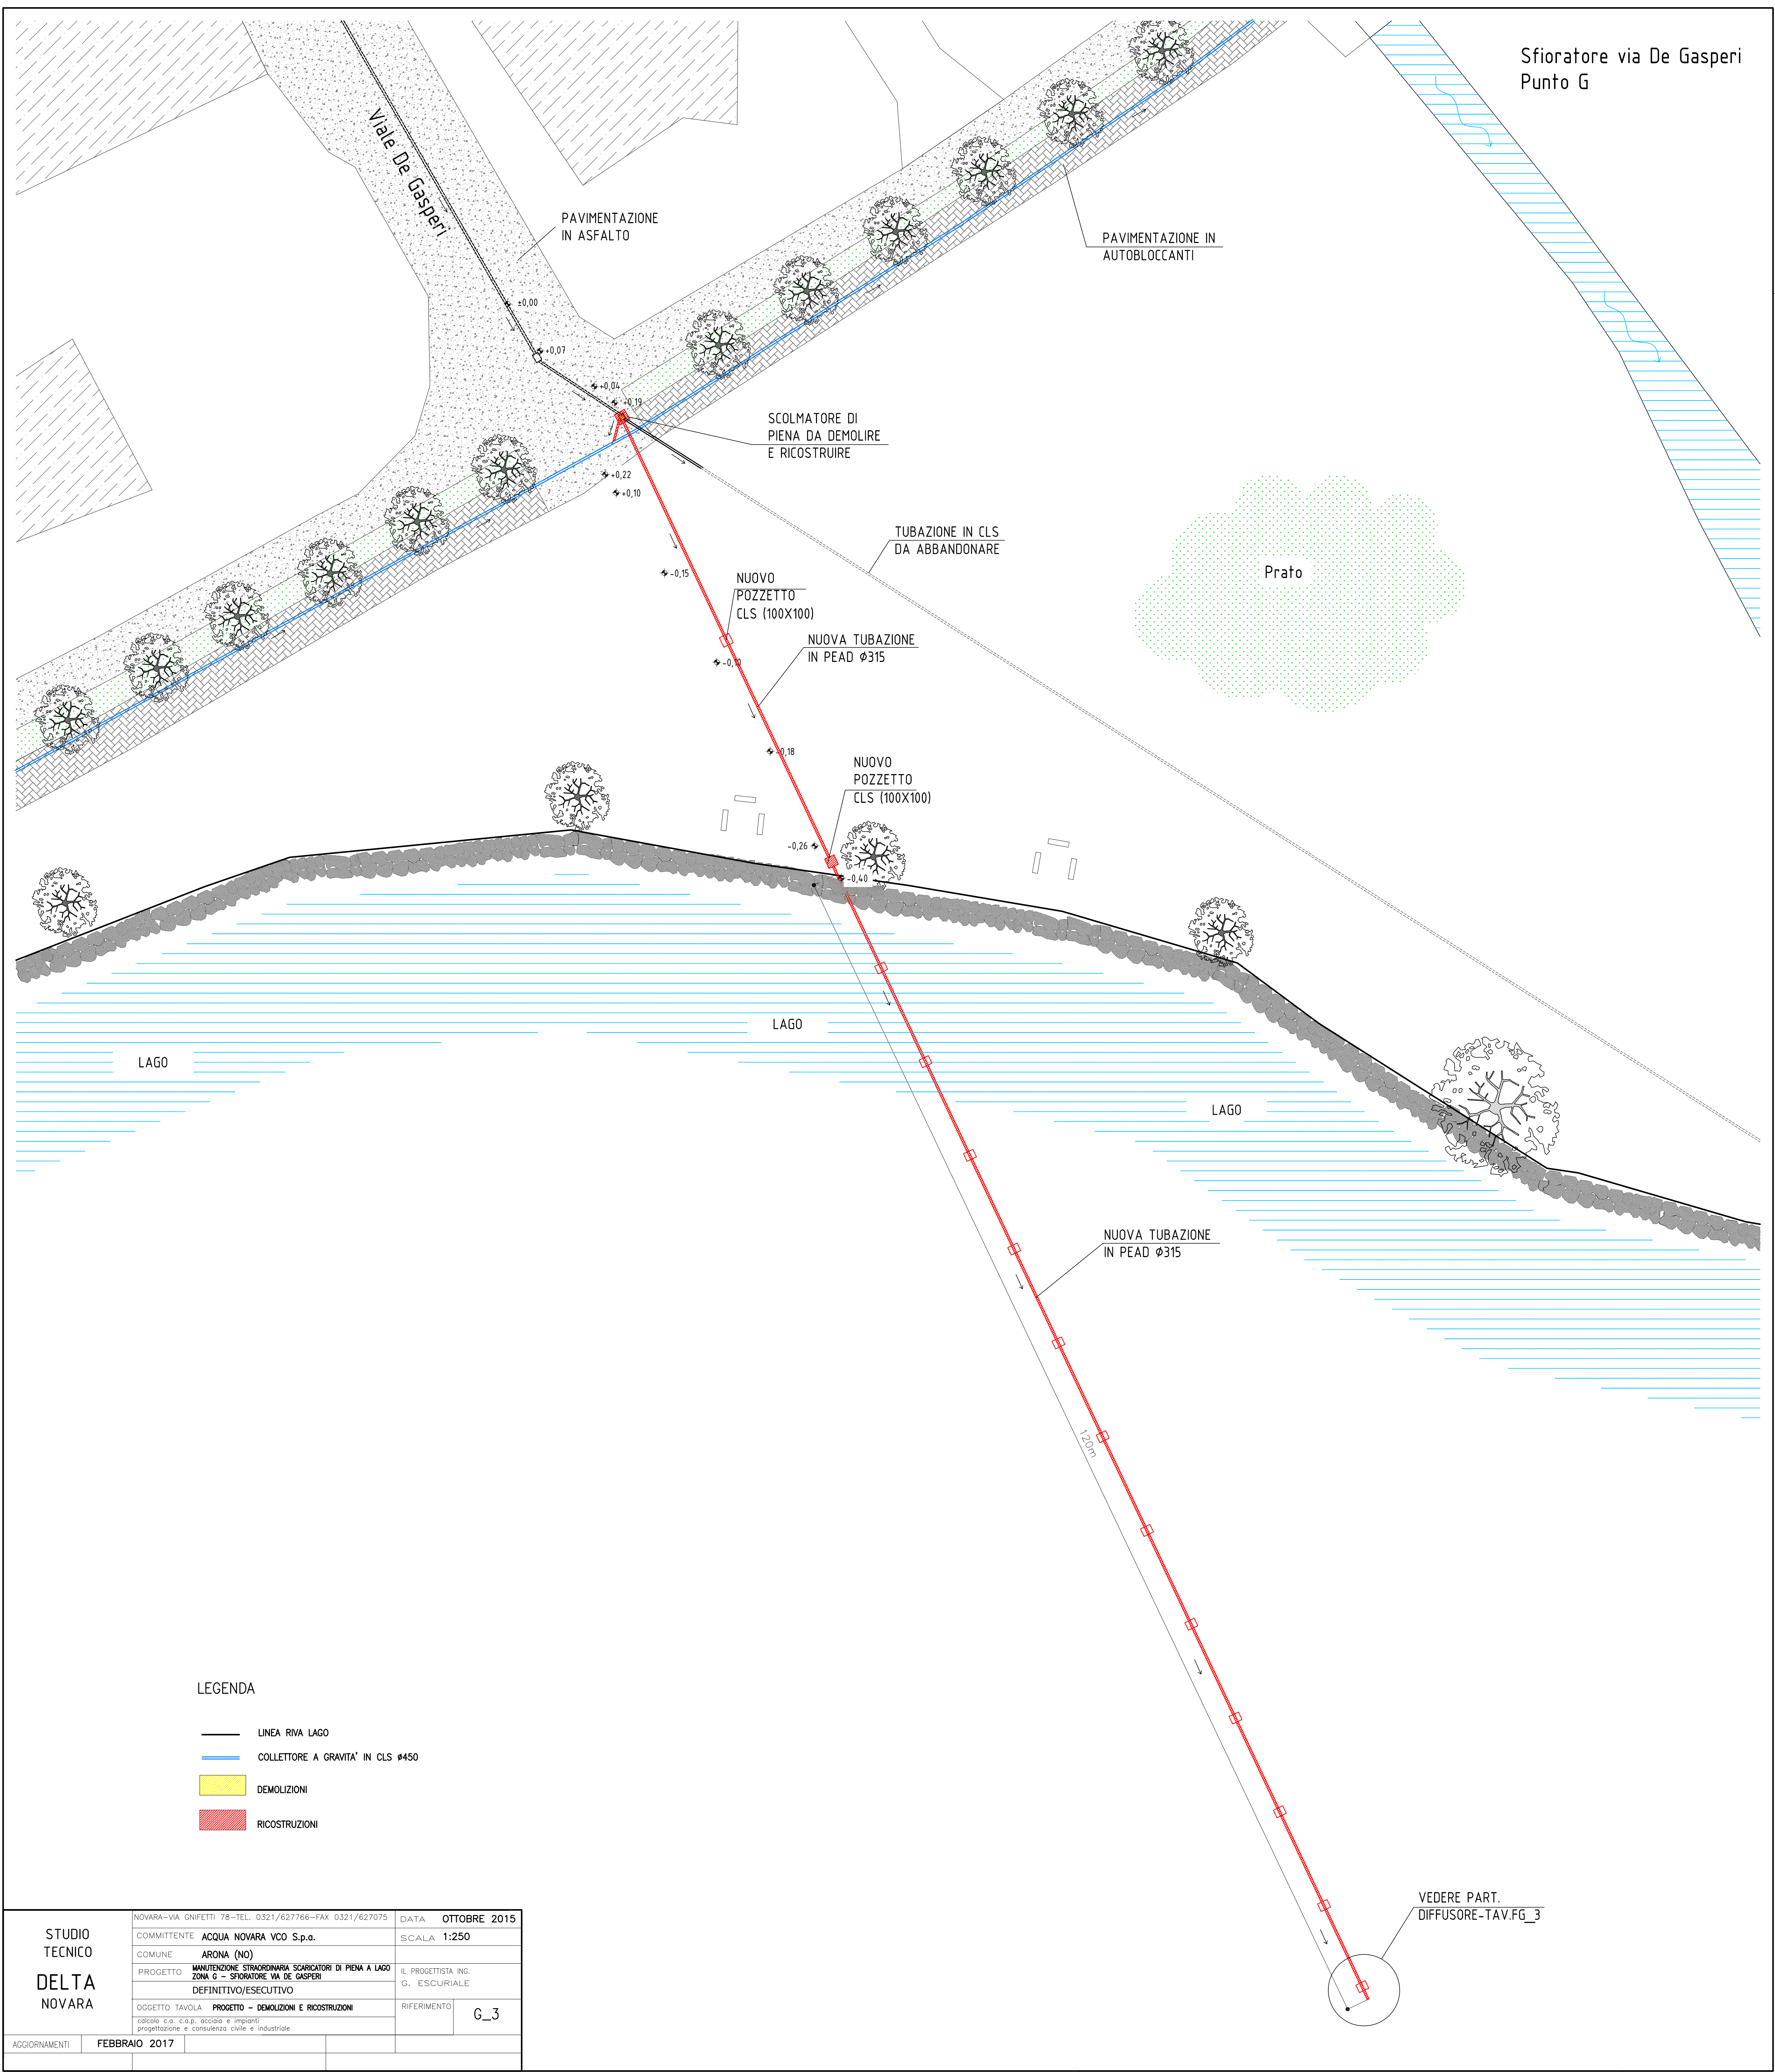 Sfioratore via De Gasperi
Punto G
Viale De Gasperi
PAVIMENTAZIONE
IN ASFALTO
PAVIMENTAZIONE IN
AUTOBLOCCANTI
±0,00
+0,07
+0,04
+0,19
SCOLMATORE DI
PIENA DA DEMOLIRE
E RICOSTRUIRE
+0,22
+0,10
TUBAZIONE IN CLS
DA ABBANDONARE
Prato
-0,15
NUOVO
POZZETTO
CLS (100X100)
NUOVA TUBAZIONE
IN PEAD Ø315
-0,10
-0,18
NUOVO
POZZETTO
CLS (100X100)
-0,26
-0,40
LAGO
LAGO
LAGO
NUOVA TUBAZIONE
IN PEAD Ø315
120m
LEGENDA
LINEA RIVA LAGO
COLLETTORE A GRAVITA' IN CLS Ø450
DEMOLIZIONI
RICOSTRUZIONI
VEDERE PART.
DIFFUSORE-TAV.FG_3
STUDIO
TECNICO
DELTA
NOVARA
NOVARA-VIA GNIFETTI 78-TEL. 0321/627766-FAX 0321/627075
DATA OTTOBRE 2015
COMMITTENTE ACQUA NOVARA VCO S.p.a.
SCALA 1:250
COMUNE ARONA (NO)
PROGETTO MANUTENZIONE STRAORDINARIA SCARICATORI DI PIENA A LAGO
ZONA G - SFIORATORE VIA DE GASPERI
DEFINITIVO/ESECUTIVO
IL PROGETTISTA ING.
G. ESCURIALE
OGGETTO TAVOLA PROGETTO - DEMOLIZIONI E RICOSTRUZIONI
RIFERIMENTO G_3
calcolo c.a. c.a.p. acciaio e impianti
progettazione e consulenza civile e industriale
AGGIORNAMENTI FEBBRAIO 2017